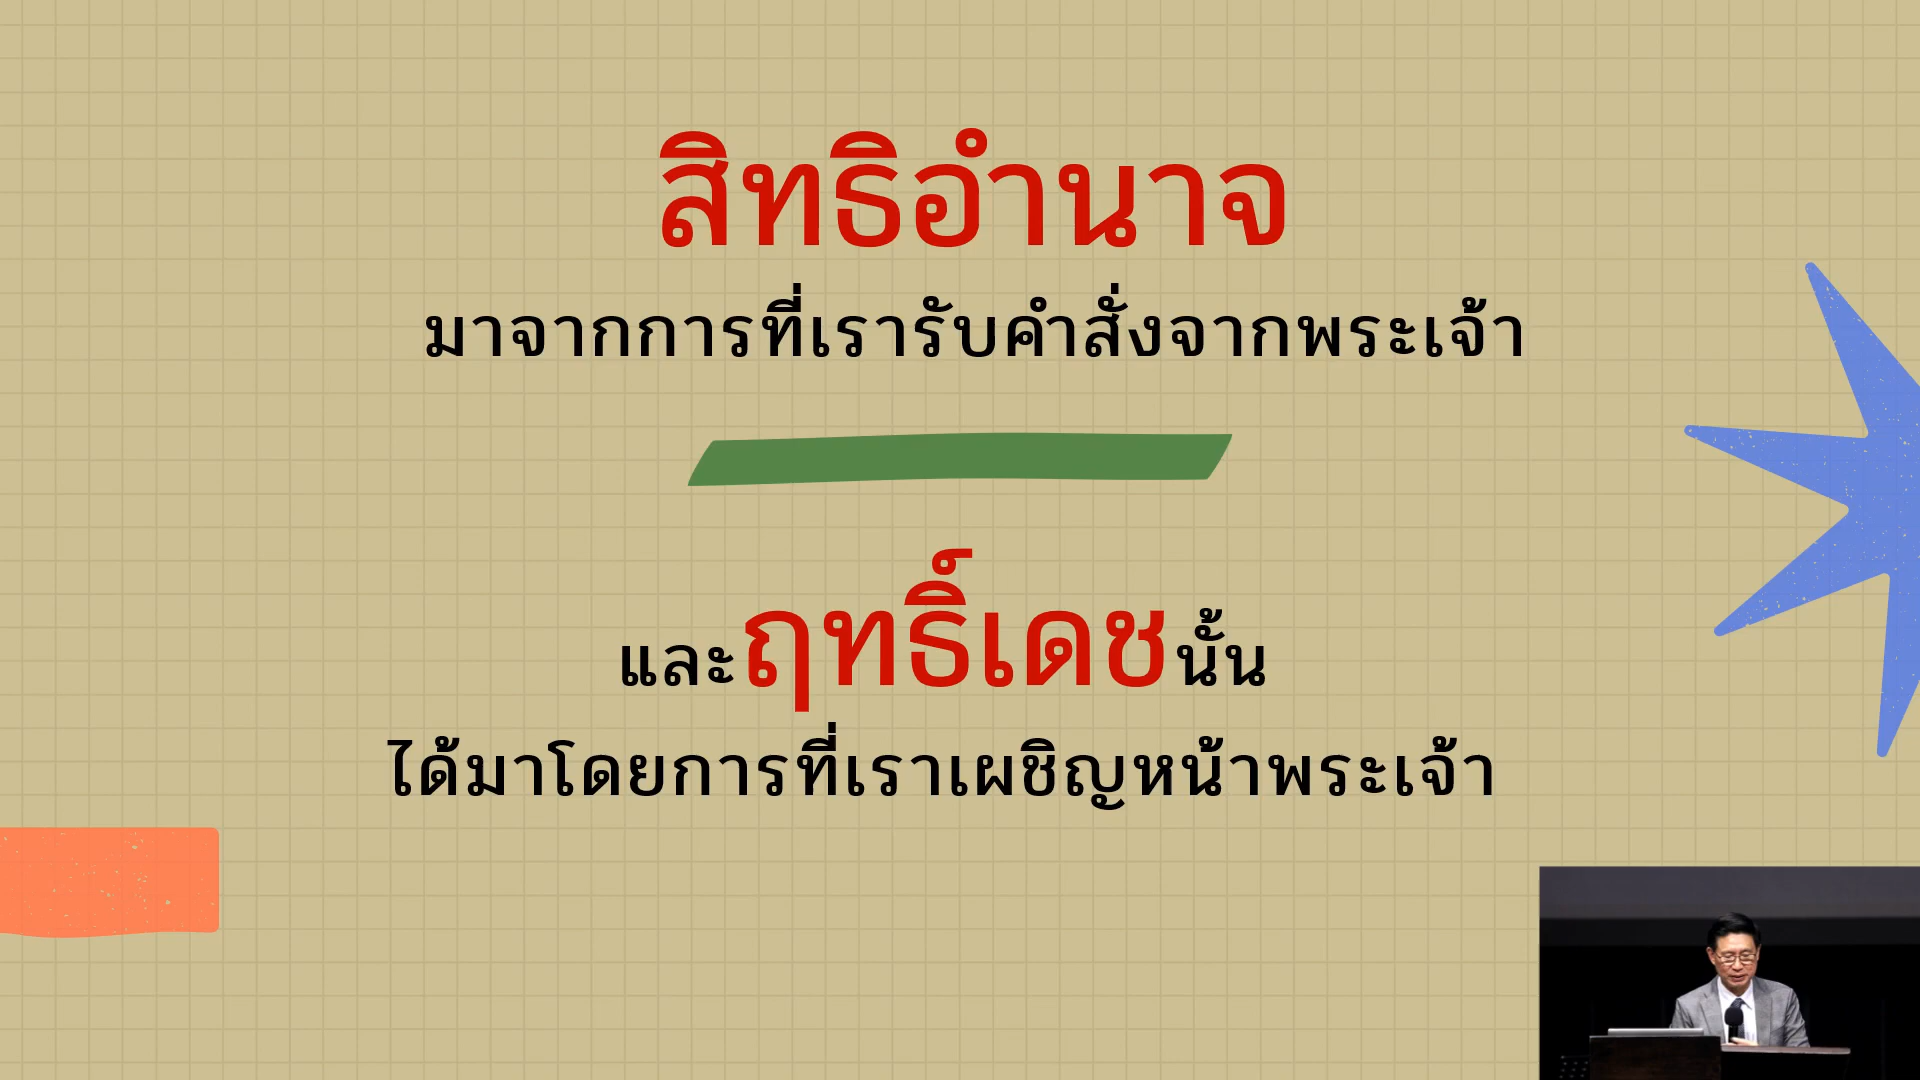 สิทธิอำนาจ
มาจากการที่เรารับคำสั่งจากพระเจ้า
และฤทธิ์เดชนั้น
ได้มาโดยการที่เราเผชิญหน้าพระเจ้า